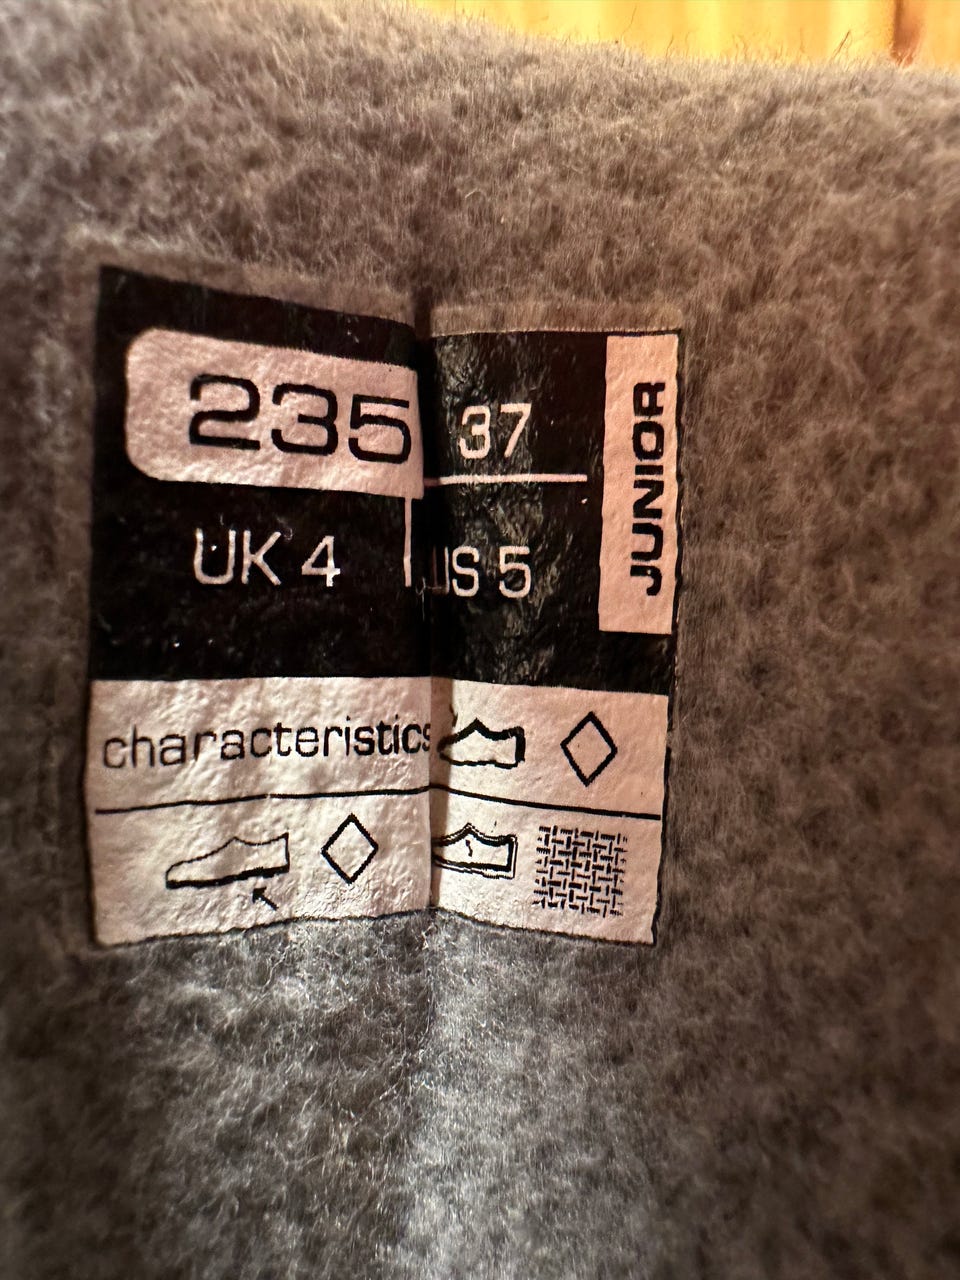 235
37
UK 4
US 5
JUNIOR
characteristics